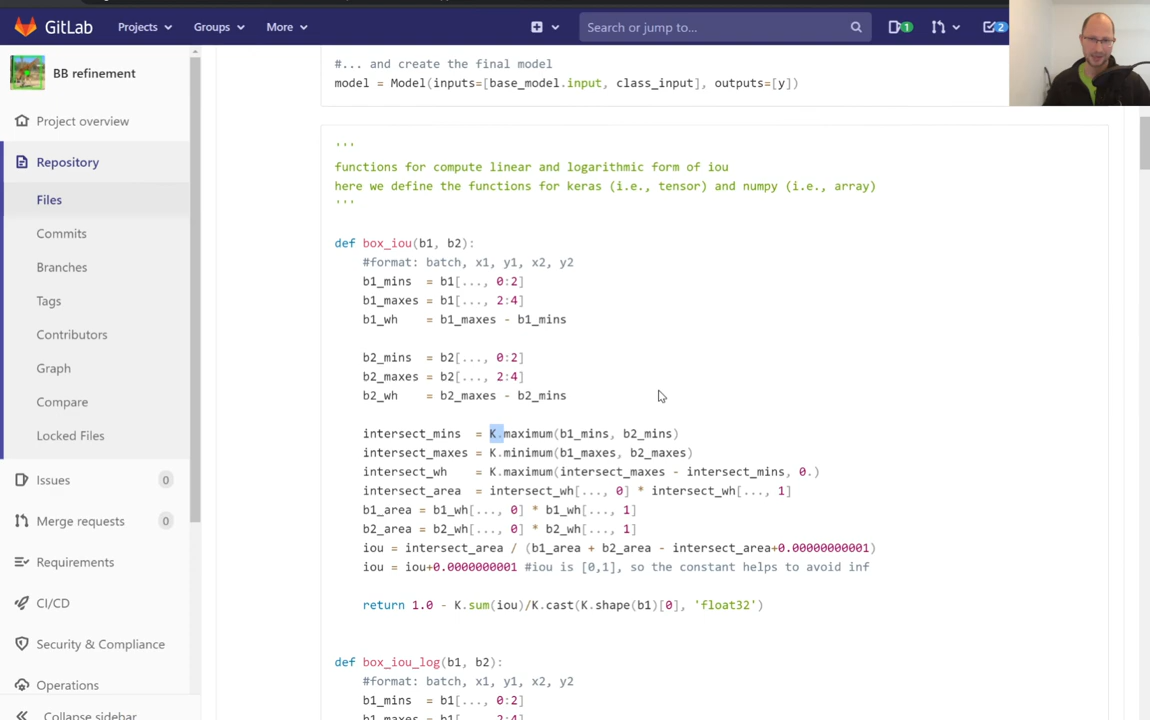 GitLab Projects Groups More Search or jump to... 1 2
BB refinement
Project overview
Repository
Files
Commits
Branches
Tags
Contributors
Graph
Compare
Locked Files
Issues 0
Merge requests 0
Requirements
CI/CD
Security & Compliance
Operations
Collapse sidebar
#... and create the final model
model = Model(inputs=[base_model.input, class_input], outputs=[y])
'''
functions for compute linear and logarithmic form of iou
here we define the functions for keras (i.e., tensor) and numpy (i.e., array)
'''
def box_iou(b1, b2):
#format: batch, x1, y1, x2, y2
b1_mins = b1[..., 0:2]
b1_maxes = b1[..., 2:4]
b1_wh = b1_maxes - b1_mins
b2_mins = b2[..., 0:2]
b2_maxes = b2[..., 2:4]
b2_wh = b2_maxes - b2_mins
intersect_mins = K.maximum(b1_mins, b2_mins)
intersect_maxes = K.minimum(b1_maxes, b2_maxes)
intersect_wh = K.maximum(intersect_maxes - intersect_mins, 0.)
intersect_area = intersect_wh[..., 0] * intersect_wh[..., 1]
b1_area = b1_wh[..., 0] * b1_wh[..., 1]
b2_area = b2_wh[..., 0] * b2_wh[..., 1]
iou = intersect_area / (b1_area + b2_area - intersect_area+0.00000000001)
iou = iou+0.0000000001 #iou is [0,1], so the constant helps to avoid inf
return 1.0 - K.sum(iou)/K.cast(K.shape(b1)[0], 'float32')
def box_iou_log(b1, b2):
#format: batch, x1, y1, x2, y2
b1_mins = b1[..., 0:2]
b1_maxes = b1[..., 2:4]